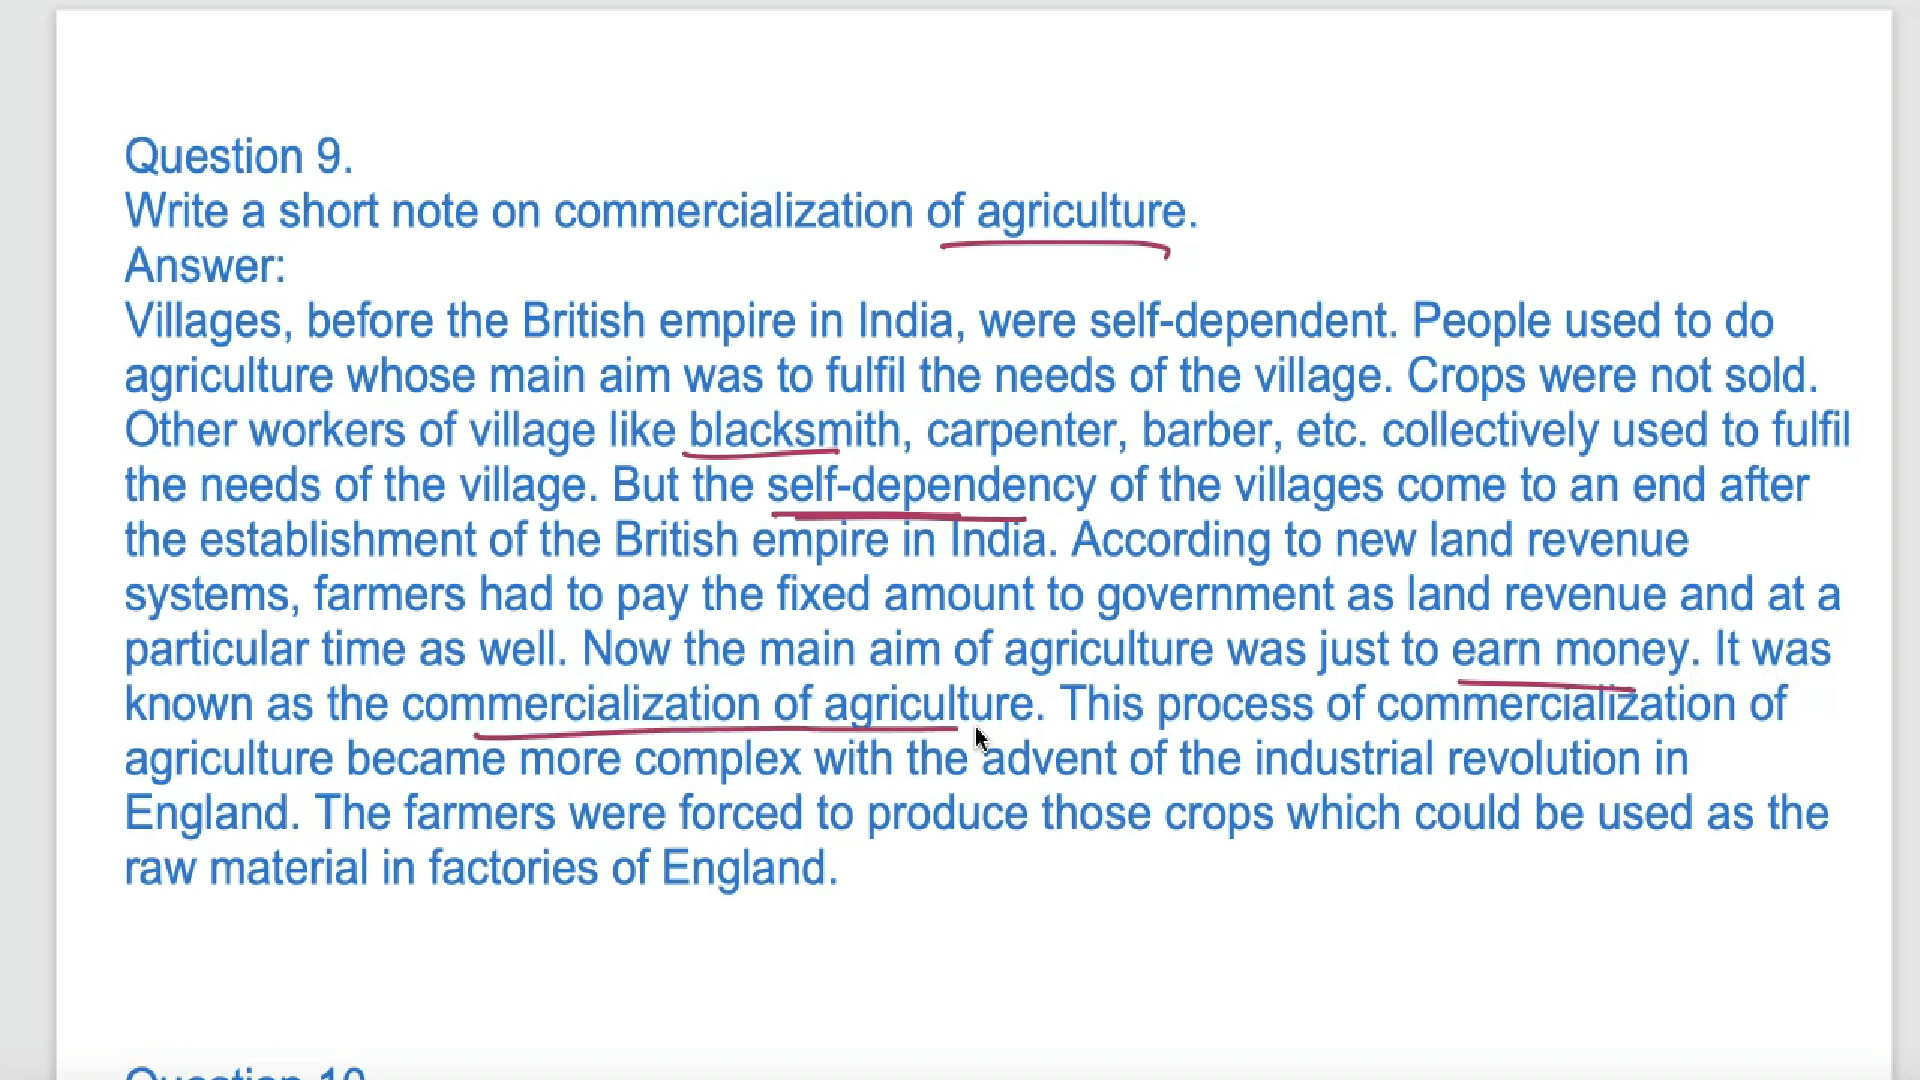 Question 9.
Write a short note on commercialization of agriculture.
Answer:
Villages, before the British empire in India, were self-dependent. People used to do
agriculture whose main aim was to fulfil the needs of the village. Crops were not sold.
Other workers of village like blacksmith, carpenter, barber, etc. collectively used to fulfil
the needs of the village. But the self-dependency of the villages come to an end after
the establishment of the British empire in India. According to new land revenue
systems, farmers had to pay the fixed amount to government as land revenue and at a
particular time as well. Now the main aim of agriculture was just to earn money. It was
known as the commercialization of agriculture. This process of commercialization of
agriculture became more complex with the advent of the industrial revolution in
England. The farmers were forced to produce those crops which could be used as the
raw material in factories of England.
Question 10